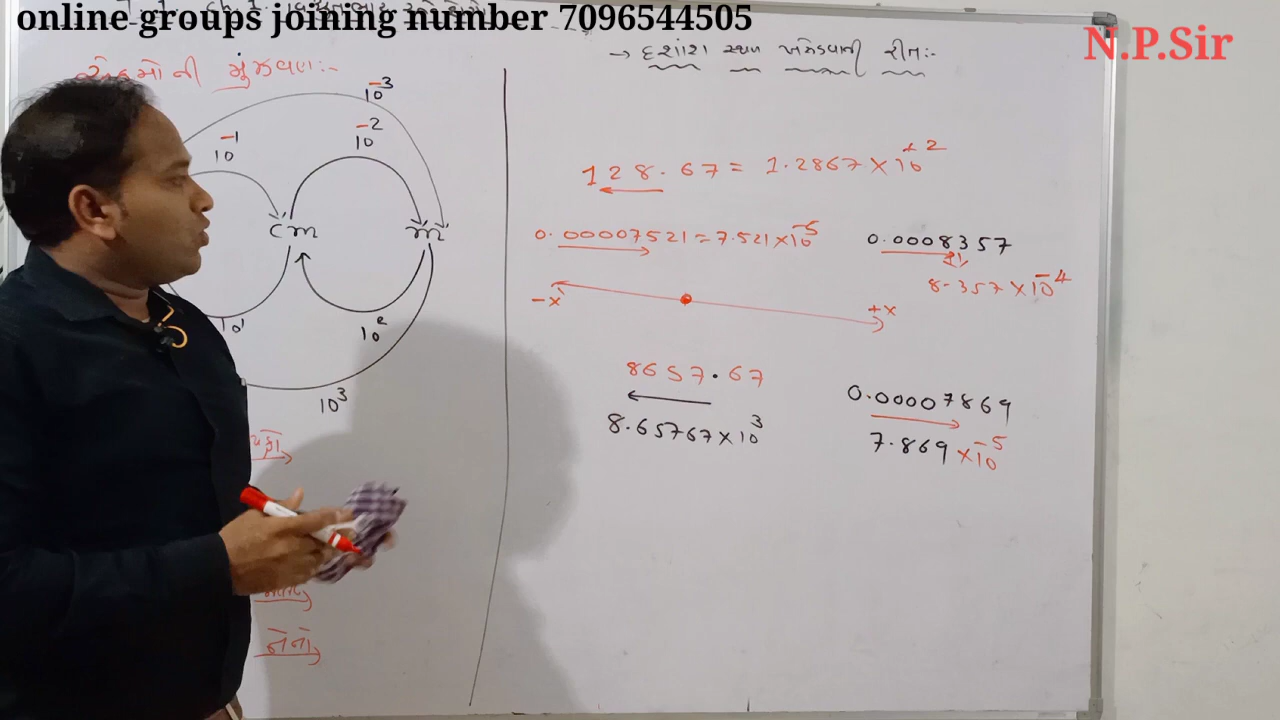 online groups joining number 7096544505
N.P.Sir
ની મુંઝવણ:-
10⁻³
10⁻¹
10⁻²
cm
m
10¹
10²
10³
નેનો
→ દશાંશ સ્થળ ખસેડવાની રીત:-
128.67 = 1.2867 × 10⁺²
0.00007521 = 7.521 × 10⁻⁵
0.0008357
8.357 × 10⁻⁴
-x
+x
8657.67
8.65767 × 10³
0.00007869
7.869 × 10⁻⁵